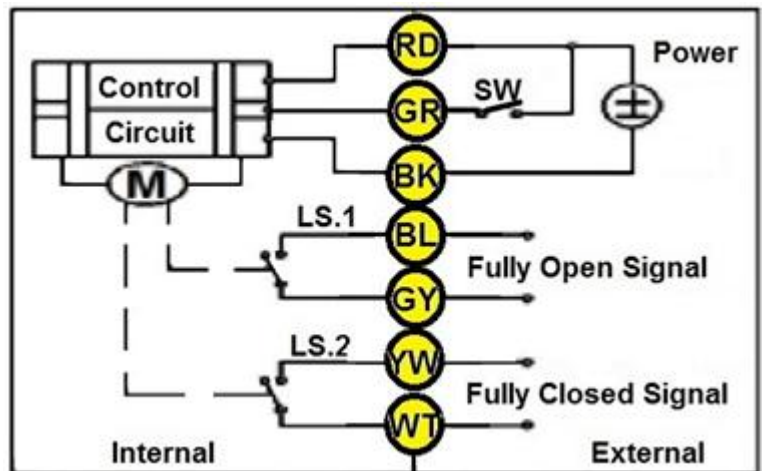 RD
Power
Control
SW
GR
±
Circuit
BK
M
LS.1
BL
Fully Open Signal
GY
LS.2
YW
Fully Closed Signal
WT
Internal
External